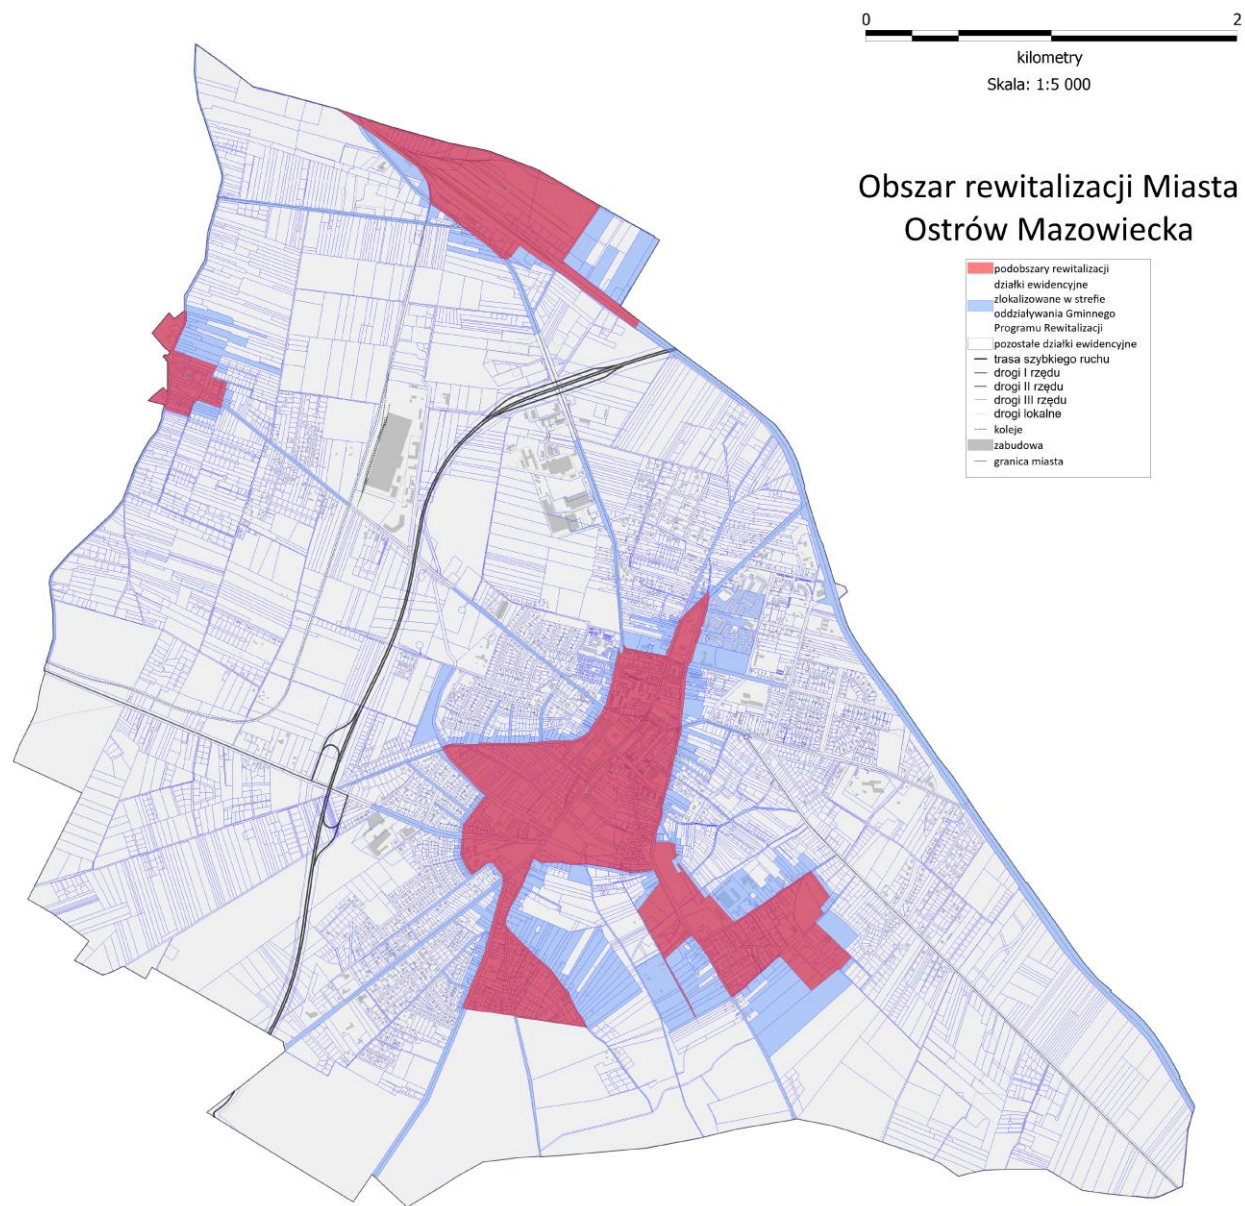 0 2
kilometry
Skala: 1:5 000
Obszar rewitalizacji Miasta
Ostrów Mazowiecka
podobszary rewitalizacji
działki ewidencyjne
zlokalizowane w strefie
oddziaływania Gminnego
Programu Rewitalizacji
pozostałe działki ewidencyjne
trasa szybkiego ruchu
drogi I rzędu
drogi II rzędu
drogi III rzędu
drogi lokalne
koleje
zabudowa
granica miasta